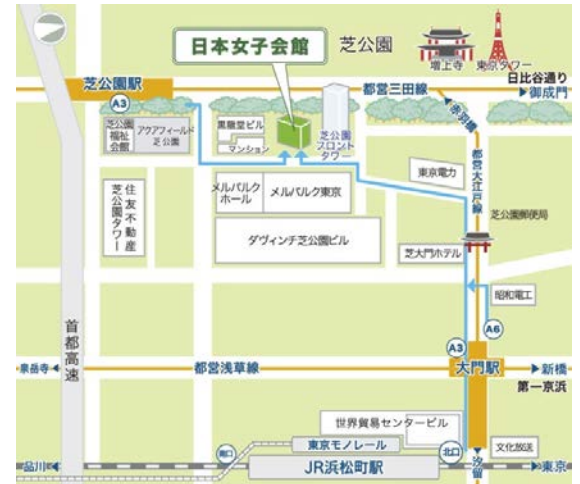 日本女子会館
芝公園
増上寺
東京タワー
日比谷通り
芝公園駅
都営三田線
御成門
A3
赤羽橋
芝公園
福祉
会館
アクアフィールド
芝公園
黒龍堂ビル
マンション
芝公園
フロント
タワー
都営大江戸線
東京電力
住友不動産
芝公園タワー
メルパルク
ホール
メルパルク東京
芝公園郵便局
ダヴィンチ芝公園ビル
芝大門ホテル
昭和電工
首都高速
A6
A3
泉岳寺
都営浅草線
大門駅
新橋
第一京浜
世界貿易センタービル
東京モノレール
南口
北口
文化放送
汐留
品川
JR浜松町駅
東京